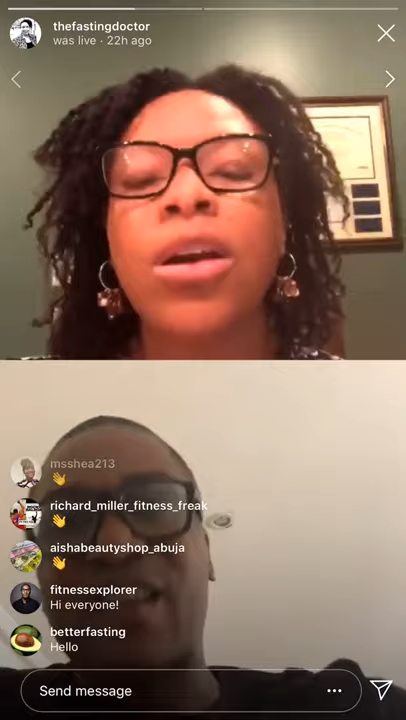 thefastingdoctor
was live · 22h ago
msshea213
👋
richard_miller_fitness_freak
👋
aishabeautyshop_abuja
👋
fitnessexplorer
Hi everyone!
betterfasting
Hello
Send message